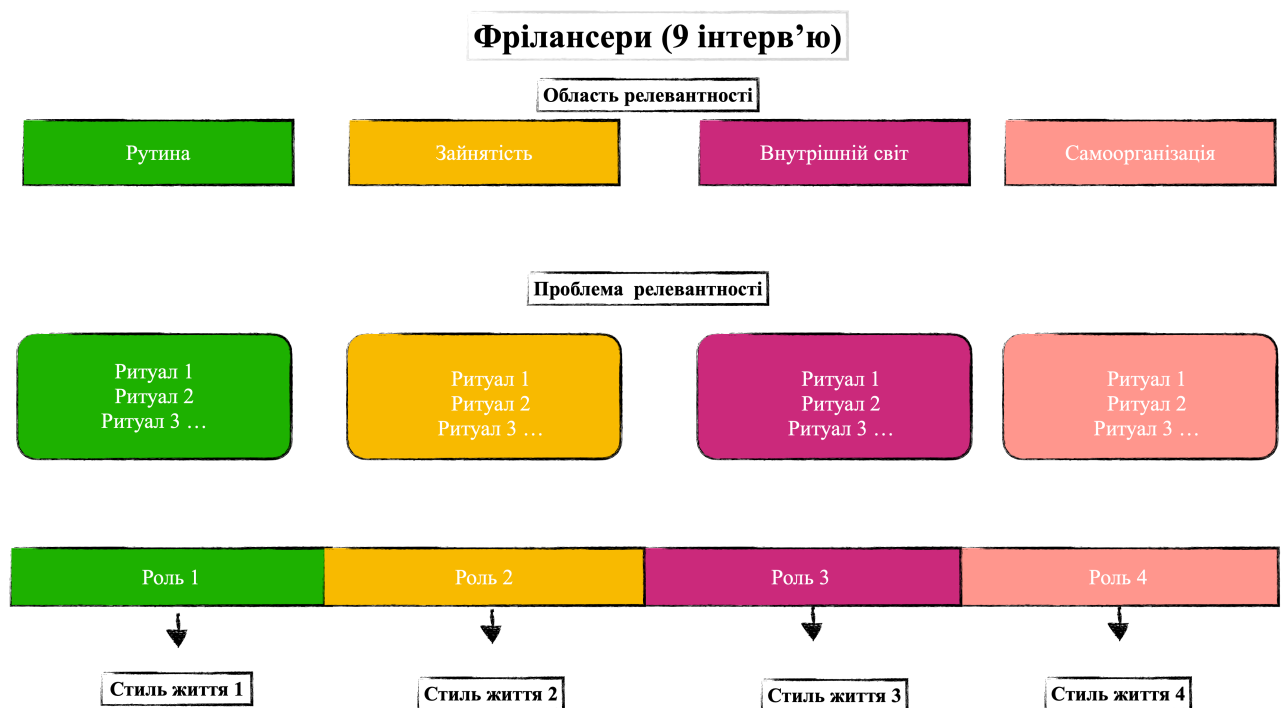 Фрілансери (9 інтерв’ю)
Область релевантності
Рутина
Зайнятість
Внутрішній світ
Самоорганізація
Проблема релевантності
Ритуал 1
Ритуал 2
Ритуал 3 …
Ритуал 1
Ритуал 2
Ритуал 3 …
Ритуал 1
Ритуал 2
Ритуал 3 …
Ритуал 1
Ритуал 2
Ритуал 3 …
Роль 1
Роль 2
Роль 3
Роль 4
Стиль життя 1
Стиль життя 2
Стиль життя 3
Стиль життя 4